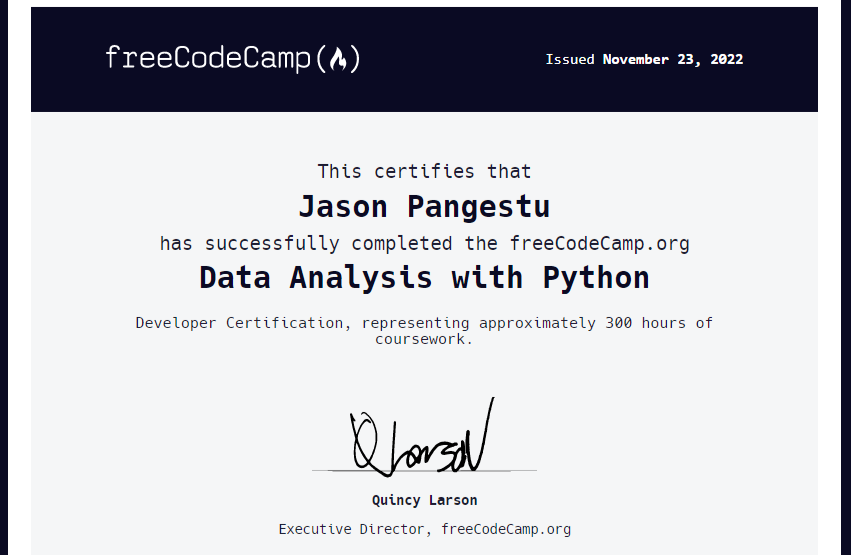 freeCodeCamp(🔥)
Issued November 23, 2022
This certifies that
Jason Pangestu
has successfully completed the freeCodeCamp.org
Data Analysis with Python
Developer Certification, representing approximately 300 hours of
coursework.
Q Larson
Quincy Larson
Executive Director, freeCodeCamp.org